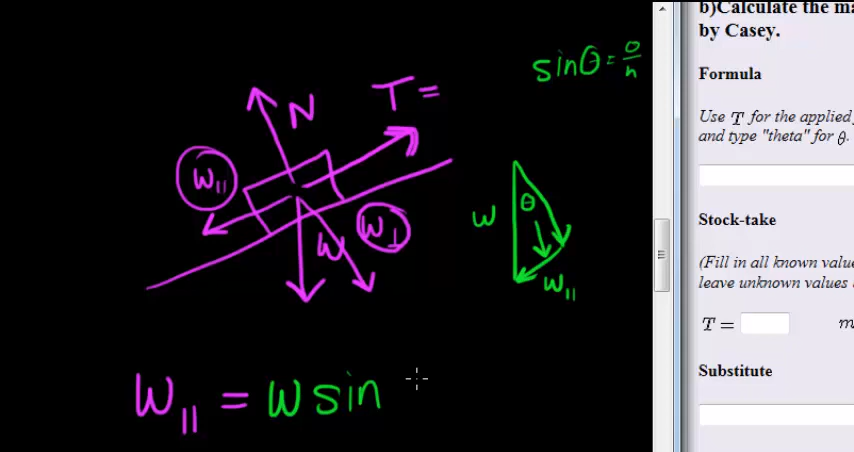 sinθ = o/h
T =
N
W||
W
W⊥
W
θ
W||
W|| = W sin
b)Calculate the ma
by Casey.
Formula
Use T for the applied
and type "theta" for θ.
Stock-take
(Fill in all known value
leave unknown values
T = m
Substitute